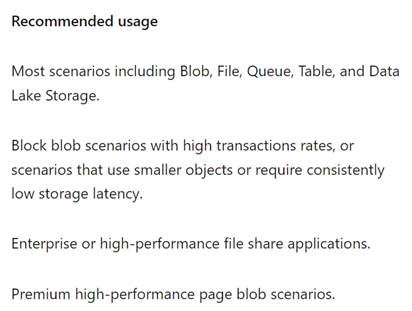 Recommended usage
Most scenarios including Blob, File, Queue, Table, and Data
Lake Storage.
Block blob scenarios with high transactions rates, or
scenarios that use smaller objects or require consistently
low storage latency.
Enterprise or high-performance file share applications.
Premium high-performance page blob scenarios.